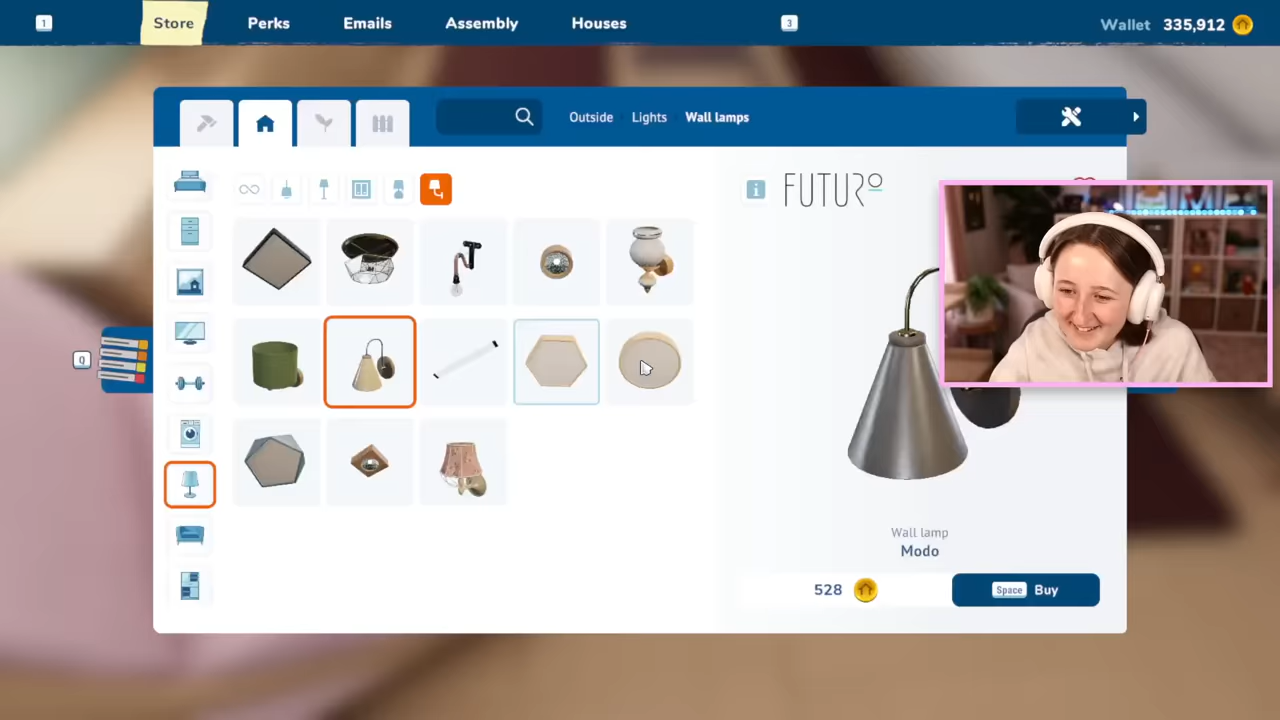 1 Store Perks Emails Assembly Houses 3 Wallet 335,912
Outside Lights Wall lamps
FUTURO
Q
Wall lamp
Modo
528 Space Buy